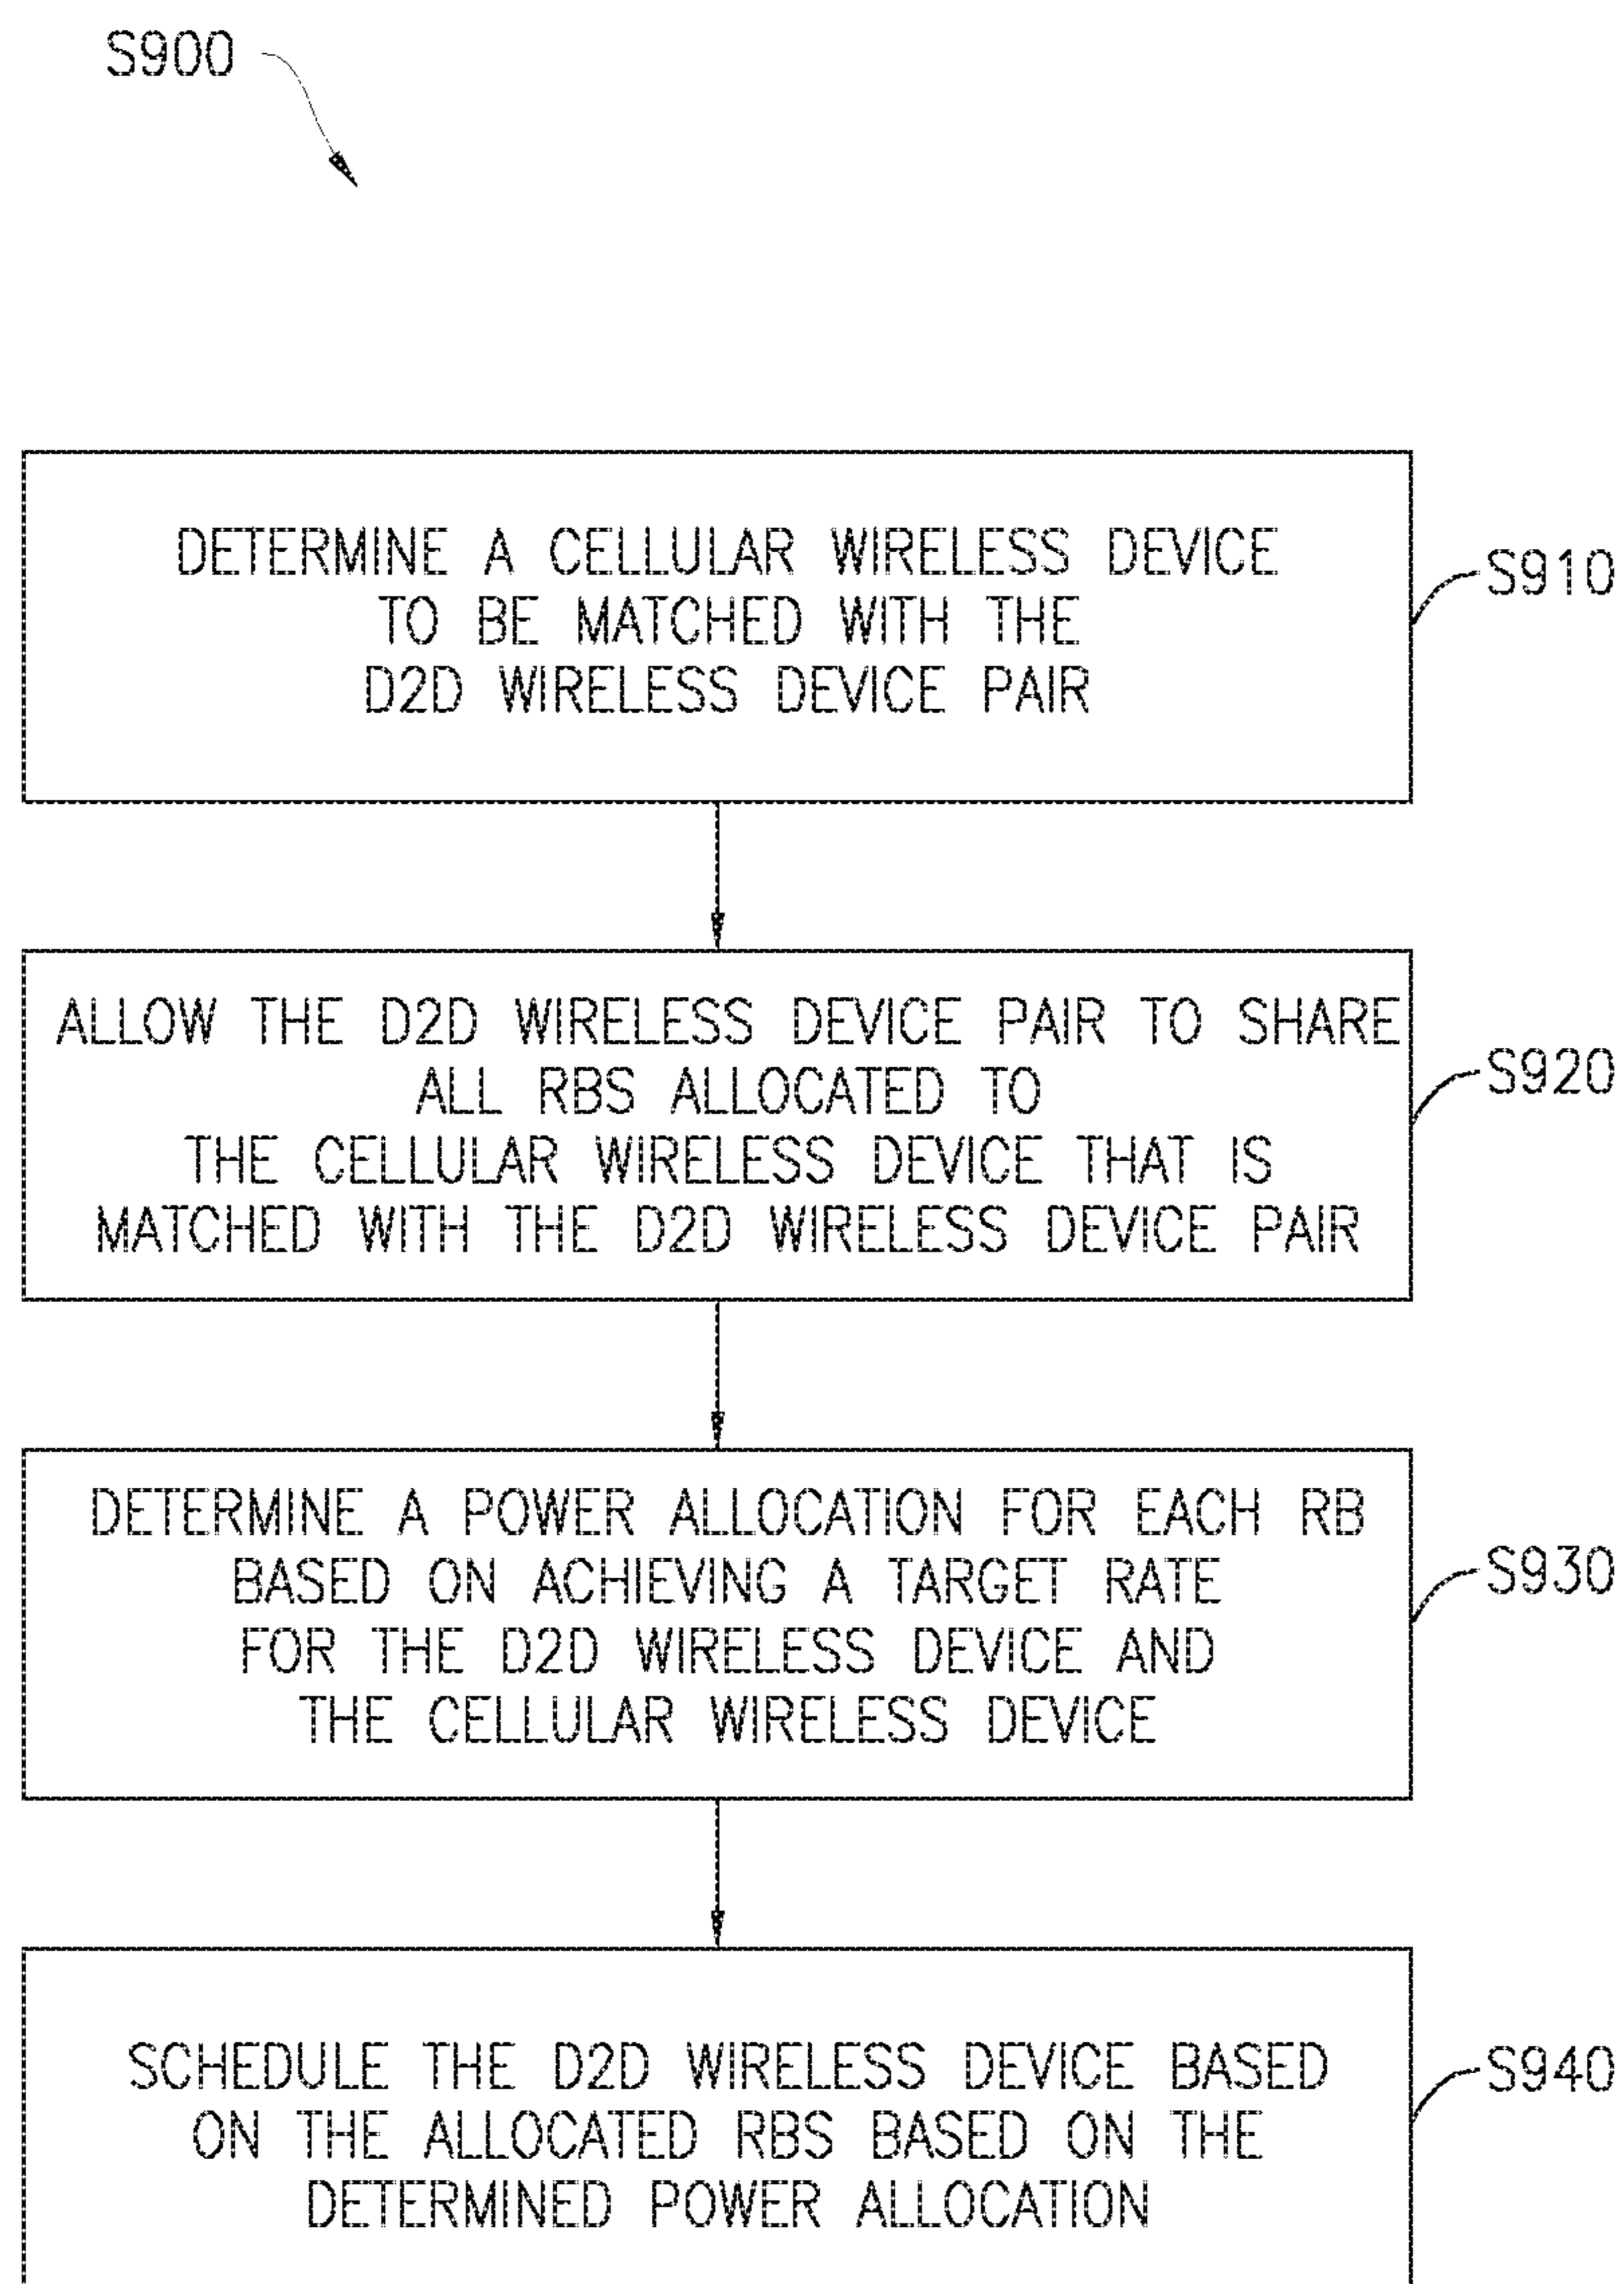 S900
DETERMINE A CELLULAR WIRELESS DEVICE
TO BE MATCHED WITH THE
D2D WIRELESS DEVICE PAIR
S910
ALLOW THE D2D WIRELESS DEVICE PAIR TO SHARE
ALL RBS ALLOCATED TO
THE CELLULAR WIRELESS DEVICE THAT IS
MATCHED WITH THE D2D WIRELESS DEVICE PAIR
S920
DETERMINE A POWER ALLOCATION FOR EACH RB
BASED ON ACHIEVING A TARGET RATE
FOR THE D2D WIRELESS DEVICE AND
THE CELLULAR WIRELESS DEVICE
S930
SCHEDULE THE D2D WIRELESS DEVICE BASED
ON THE ALLOCATED RBS BASED ON THE
DETERMINED POWER ALLOCATION
S940